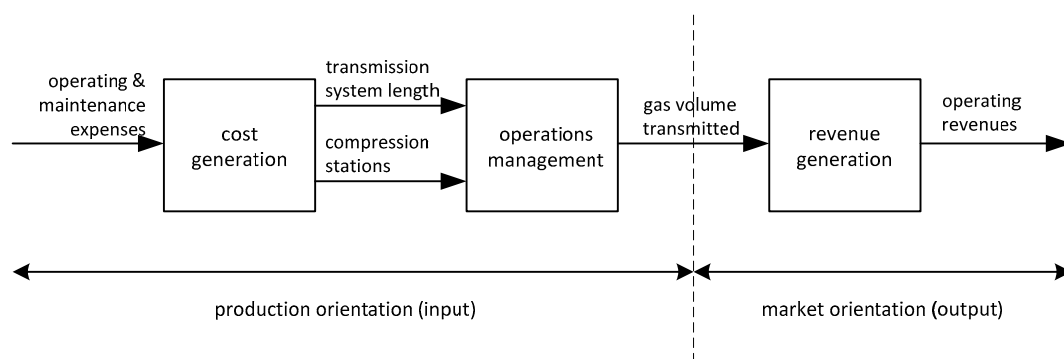 operating &
maintenance
expenses
cost
generation
transmission
system length
compression
stations
operations
management
gas volume
transmitted
revenue
generation
operating
revenues
production orientation (input)
market orientation (output)